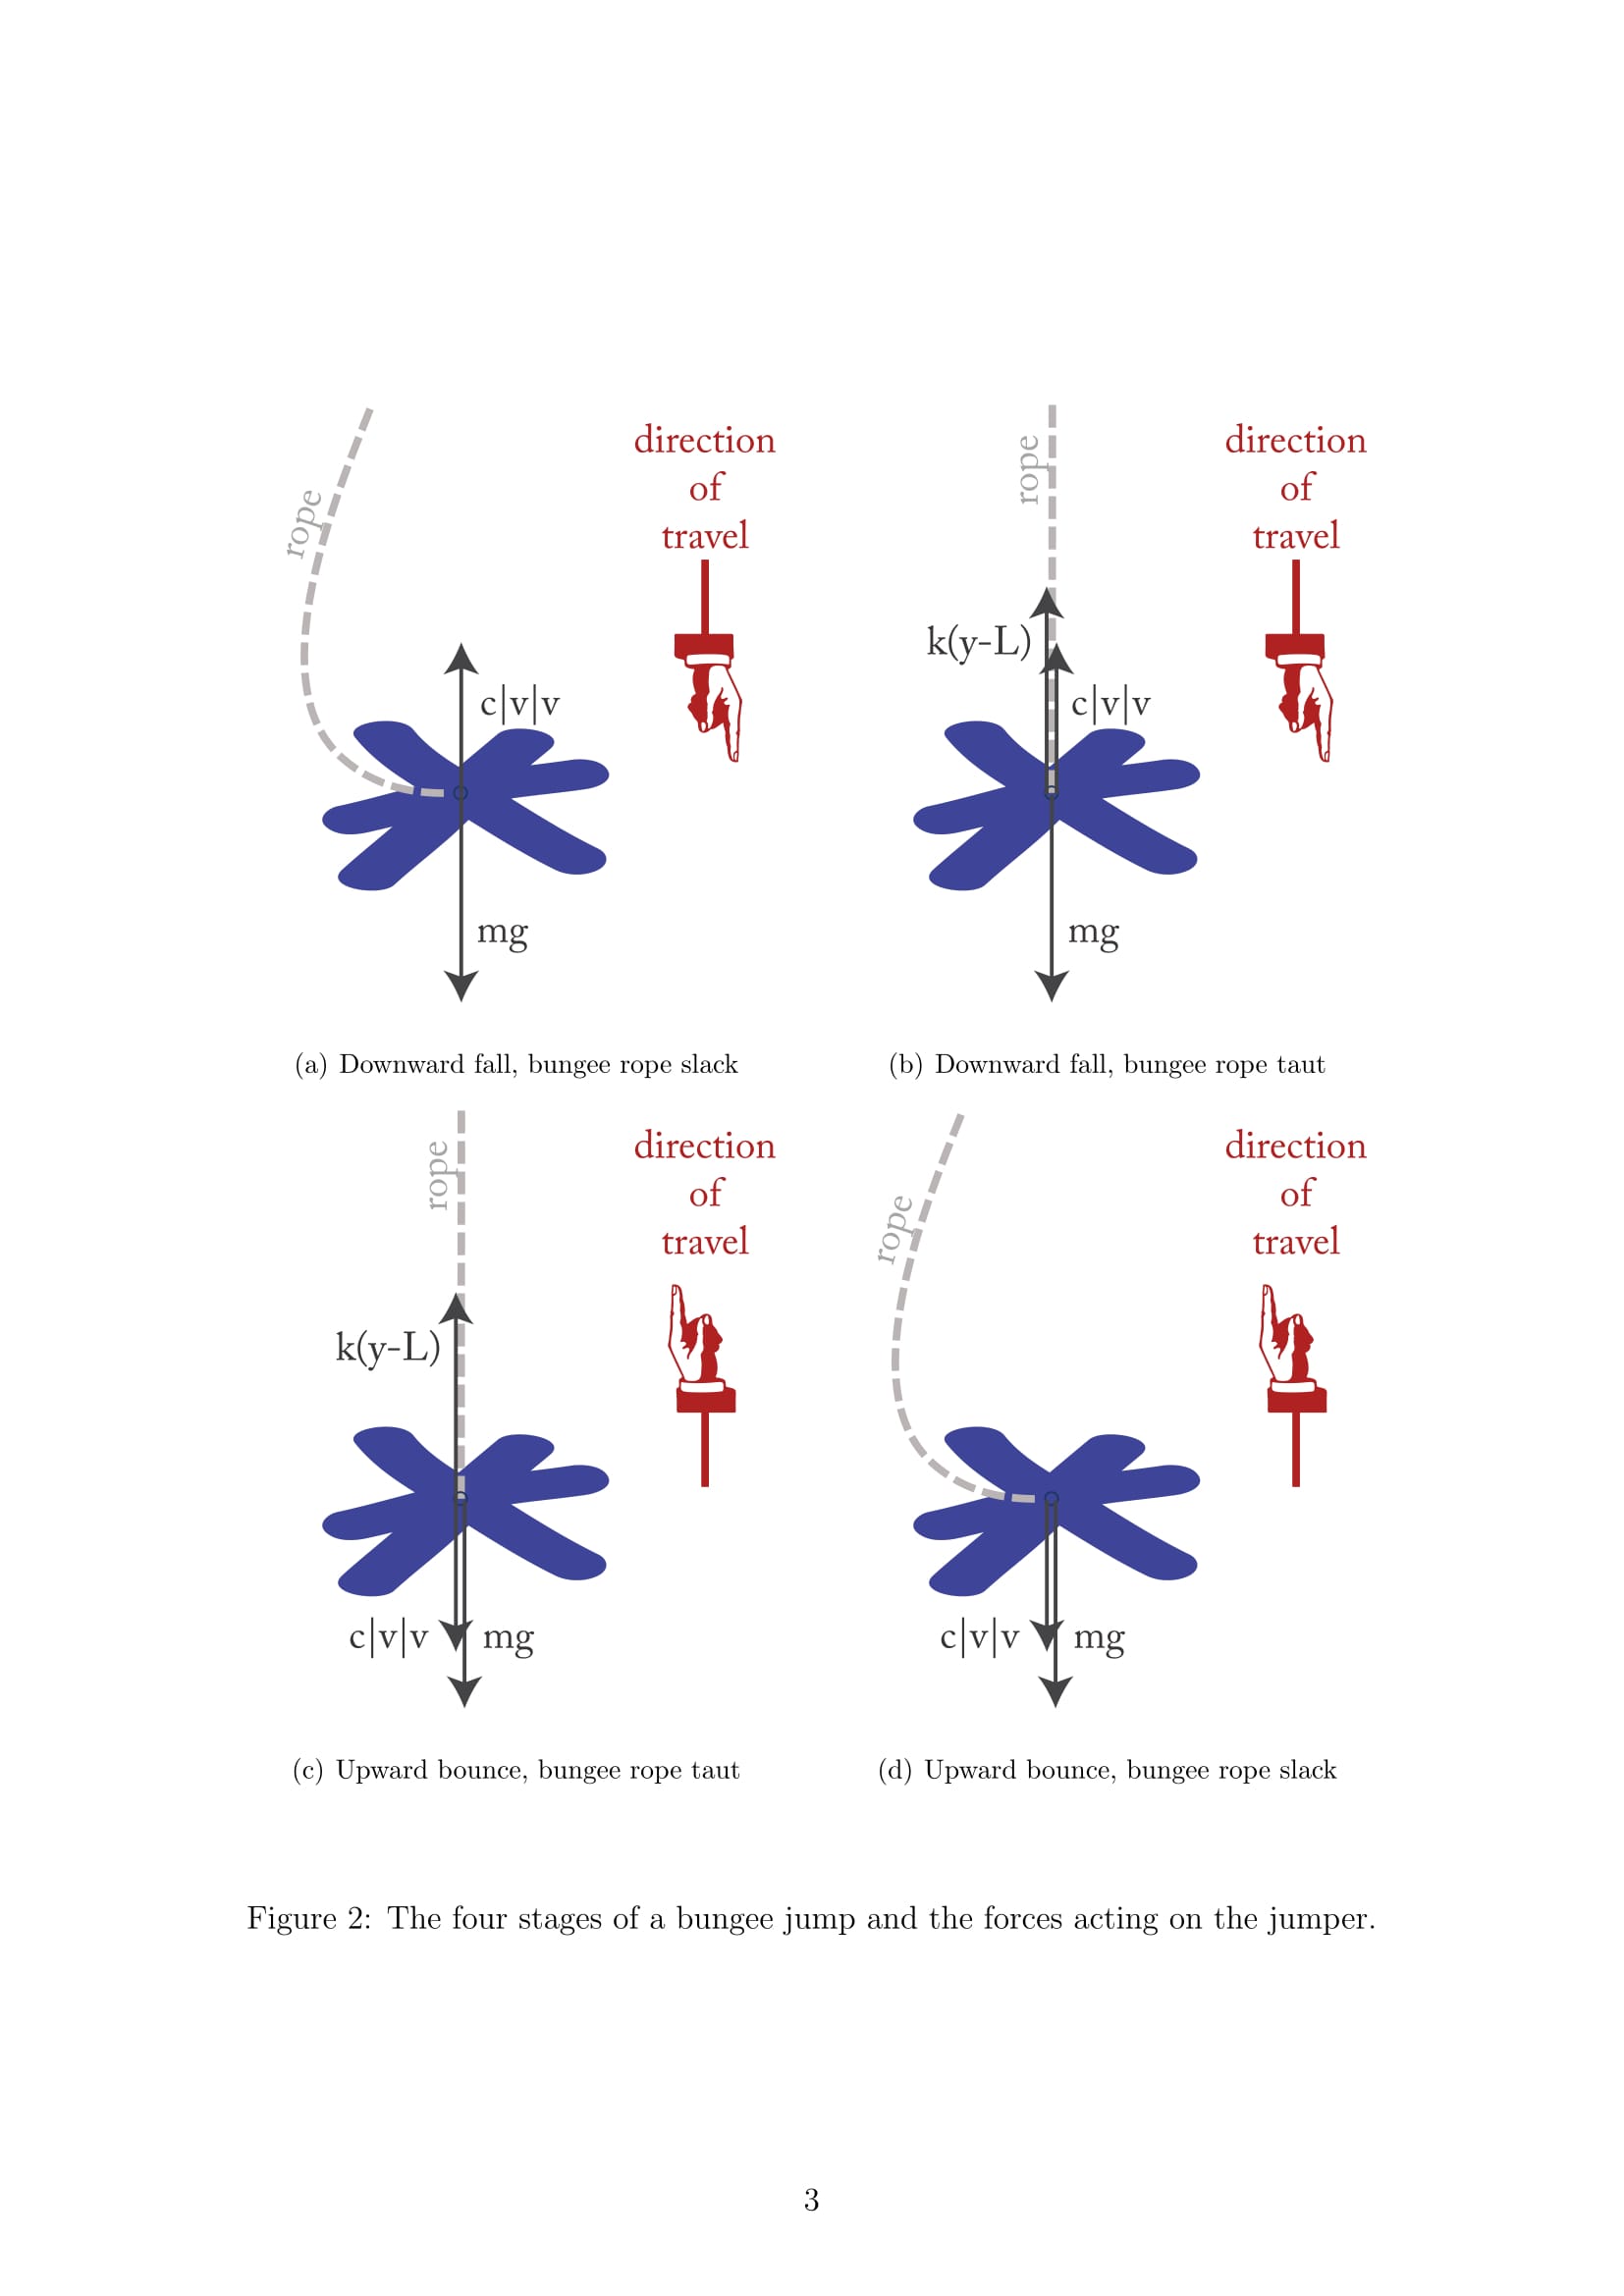 rope
direction
of
travel
c|v|v
mg
(a) Downward fall, bungee rope slack
rope
direction
of
travel
k(y-L)
c|v|v
mg
(b) Downward fall, bungee rope taut
rope
direction
of
travel
k(y-L)
c|v|v
mg
(c) Upward bounce, bungee rope taut
rope
direction
of
travel
c|v|v
mg
(d) Upward bounce, bungee rope slack
Figure 2: The four stages of a bungee jump and the forces acting on the jumper.
3